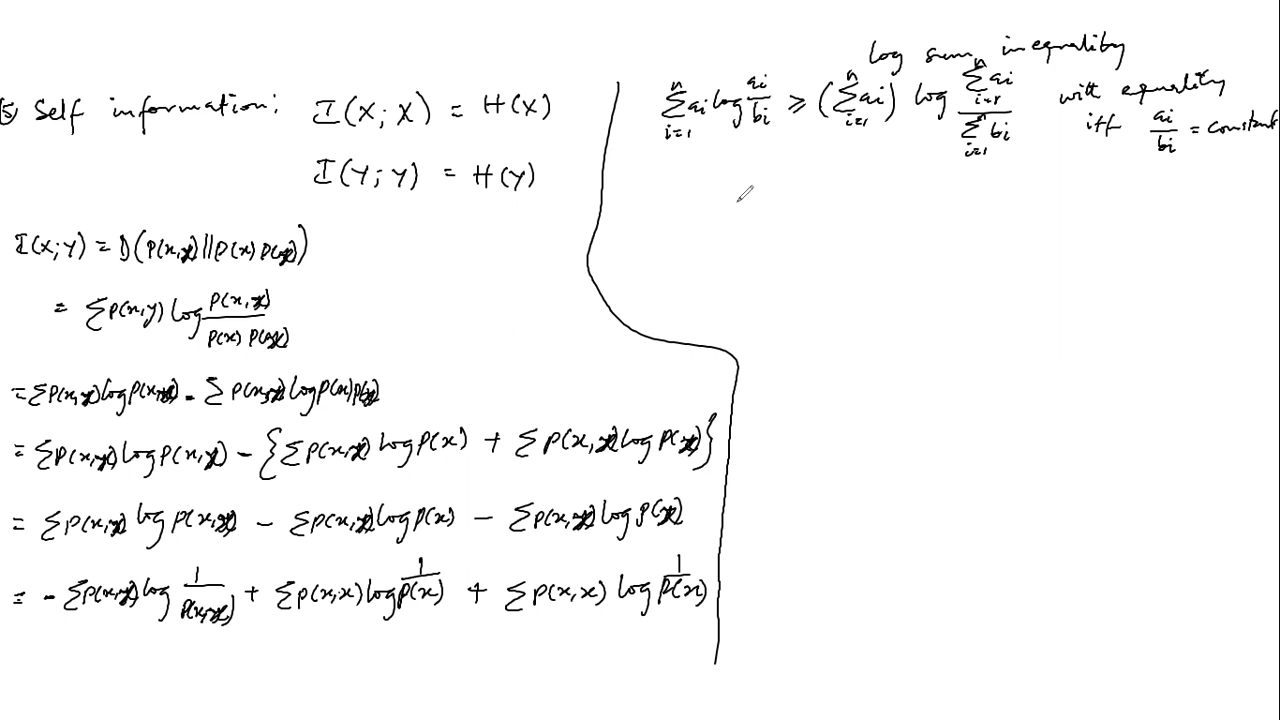 (5) Self information: I(X; X) = H(X)
I(Y; Y) = H(Y)
I(X; Y) = D(P(x,x) || P(x) P(x))
= ΣP(x,y) log P(x,x) / P(x) P(x)
= ΣP(x,x) log P(x,x) - Σ P(x,x) log P(x) P(x)
= ΣP(x,x) log P(x,x) - {ΣP(x,x) log P(x) + Σ P(x,x) log P(x)}
= ΣP(x,x) log P(x,x) - ΣP(x,x) log P(x) - ΣP(x,x) log P(x)
= - ΣP(x,x) log 1 / P(x,x) + ΣP(x,x) log 1 / P(x) + ΣP(x,x) log 1 / P(x)
log sum inequality
Σ_{i=1}^{n} ai log ai/bi ≥ (Σ_{i=1}^{n} ai) log Σ_{i=1}^{n} ai / Σ_{i=1}^{n} bi with equality
iff ai/bi = constant